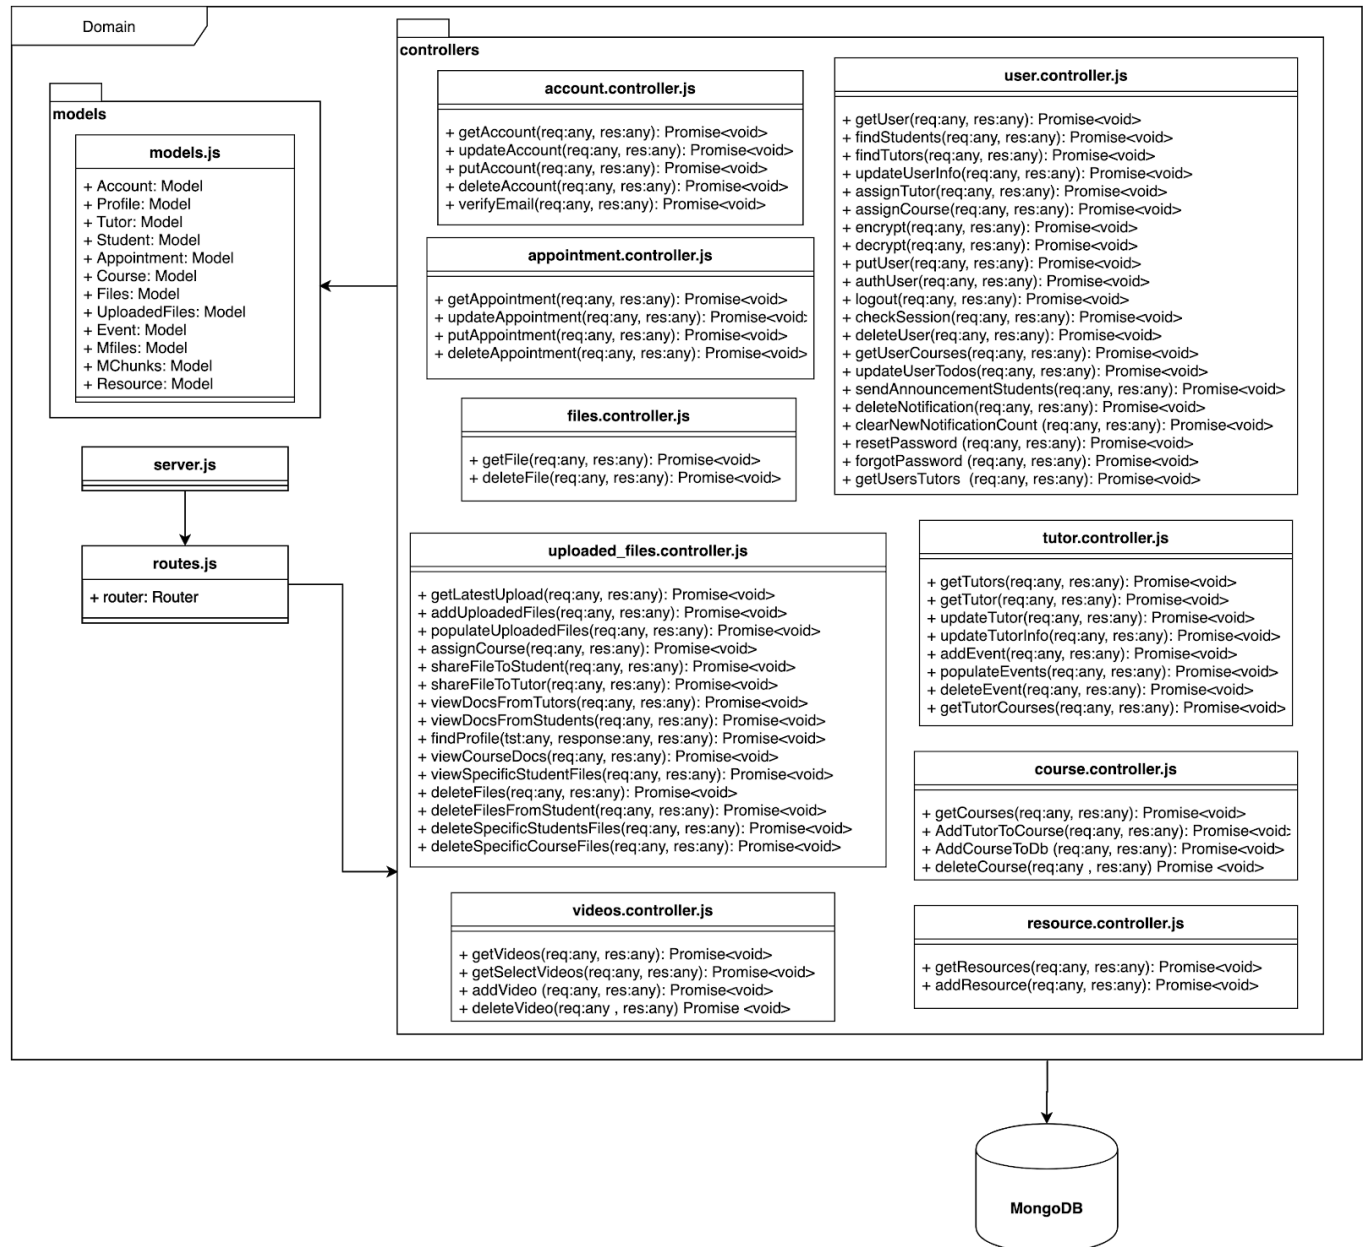 Domain
models
models.js
+ Account: Model
+ Profile: Model
+ Tutor: Model
+ Student: Model
+ Appointment: Model
+ Course: Model
+ Files: Model
+ UploadedFiles: Model
+ Event: Model
+ Mfiles: Model
+ MChunks: Model
+ Resource: Model
server.js
routes.js
+ router: Router
controllers
account.controller.js
+ getAccount(req:any, res:any): Promise<void>
+ updateAccount(req:any, res:any): Promise<void>
+ putAccount(req:any, res:any): Promise<void>
+ deleteAccount(req:any, res:any): Promise<void>
+ verifyEmail(req:any, res:any): Promise<void>
appointment.controller.js
+ getAppointment(req:any, res:any): Promise<void>
+ updateAppointment(req:any, res:any): Promise<void>
+ putAppointment(req:any, res:any): Promise<void>
+ deleteAppointment(req:any, res:any): Promise<void>
files.controller.js
+ getFile(req:any, res:any): Promise<void>
+ deleteFile(req:any, res:any): Promise<void>
uploaded_files.controller.js
+ getLatestUpload(req:any, res:any): Promise<void>
+ addUploadedFiles(req:any, res:any): Promise<void>
+ populateUploadedFiles(req:any, res:any): Promise<void>
+ assignCourse(req:any, res:any): Promise<void>
+ shareFileToStudent(req:any, res:any): Promise<void>
+ shareFileToTutor(req:any, res:any): Promise<void>
+ viewDocsFromTutors(req:any, res:any): Promise<void>
+ viewDocsFromStudents(req:any, res:any): Promise<void>
+ findProfile(tst:any, response:any, res:any): Promise<void>
+ viewCourseDocs(req:any, res:any): Promise<void>
+ viewSpecificStudentFiles(req:any, res:any): Promise<void>
+ deleteFiles(req:any, res:any): Promise<void>
+ deleteFilesFromStudent(req:any, res:any): Promise<void>
+ deleteSpecificStudentsFiles(req:any, res:any): Promise<void>
+ deleteSpecificCourseFiles(req:any, res:any): Promise<void>
videos.controller.js
+ getVideos(req:any, res:any): Promise<void>
+ getSelectVideos(req:any, res:any): Promise<void>
+ addVideo (req:any, res:any): Promise<void>
+ deleteVideo(req:any , res:any) Promise <void>
user.controller.js
+ getUser(req:any, res:any): Promise<void>
+ findStudents(req:any, res:any): Promise<void>
+ findTutors(req:any, res:any): Promise<void>
+ updateUserInfo(req:any, res:any): Promise<void>
+ assignTutor(req:any, res:any): Promise<void>
+ assignCourse(req:any, res:any): Promise<void>
+ encrypt(req:any, res:any): Promise<void>
+ decrypt(req:any, res:any): Promise<void>
+ putUser(req:any, res:any): Promise<void>
+ authUser(req:any, res:any): Promise<void>
+ logout(req:any, res:any): Promise<void>
+ checkSession(req:any, res:any): Promise<void>
+ deleteUser(req:any, res:any): Promise<void>
+ getUserCourses(req:any, res:any): Promise<void>
+ updateUserTodos(req:any, res:any): Promise<void>
+ sendAnnouncementStudents(req:any, res:any): Promise<void>
+ deleteNotification(req:any, res:any): Promise<void>
+ clearNewNotificationCount (req:any, res:any): Promise<void>
+ resetPassword (req:any, res:any): Promise<void>
+ forgotPassword (req:any, res:any): Promise<void>
+ getUsersTutors (req:any, res:any): Promise<void>
tutor.controller.js
+ getTutors(req:any, res:any): Promise<void>
+ getTutor(req:any, res:any): Promise<void>
+ updateTutor(req:any, res:any): Promise<void>
+ updateTutorInfo(req:any, res:any): Promise<void>
+ addEvent(req:any, res:any): Promise<void>
+ populateEvents(req:any, res:any): Promise<void>
+ deleteEvent(req:any, res:any): Promise<void>
+ getTutorCourses(req:any, res:any): Promise<void>
course.controller.js
+ getCourses(req:any, res:any): Promise<void>
+ AddTutorToCourse(req:any, res:any): Promise<void>
+ AddCourseToDb (req:any, res:any): Promise<void>
+ deleteCourse(req:any , res:any) Promise <void>
resource.controller.js
+ getResources(req:any, res:any): Promise<void>
+ addResource(req:any, res:any): Promise<void>
MongoDB